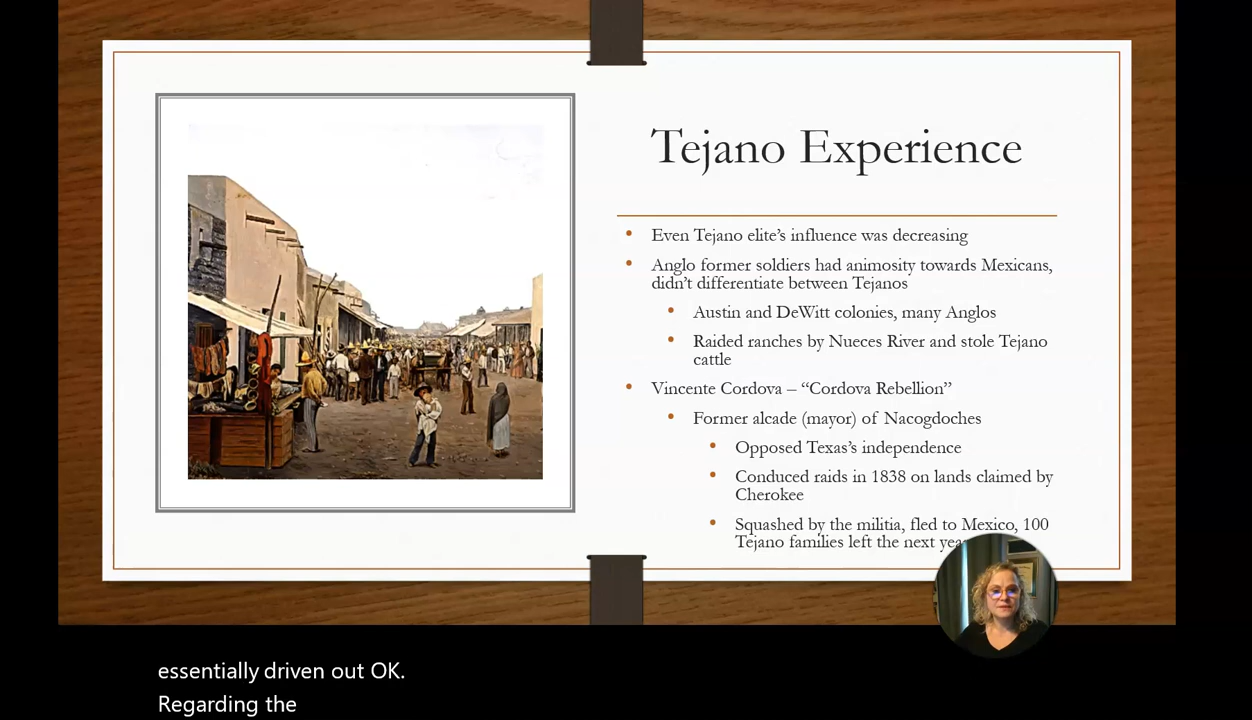 Tejano Experience
Even Tejano elite’s influence was decreasing
Anglo former soldiers had animosity towards Mexicans,
didn’t differentiate between Tejanos
Austin and DeWitt colonies, many Anglos
Raided ranches by Nueces River and stole Tejano
cattle
Vincente Cordova – “Cordova Rebellion”
Former alcade (mayor) of Nacogdoches
Opposed Texas’s independence
Conducted raids in 1838 on lands claimed by
Cherokee
Squashed by the militia, fled to Mexico, 100
Tejano families left the next
essentially driven out OK.
Regarding the